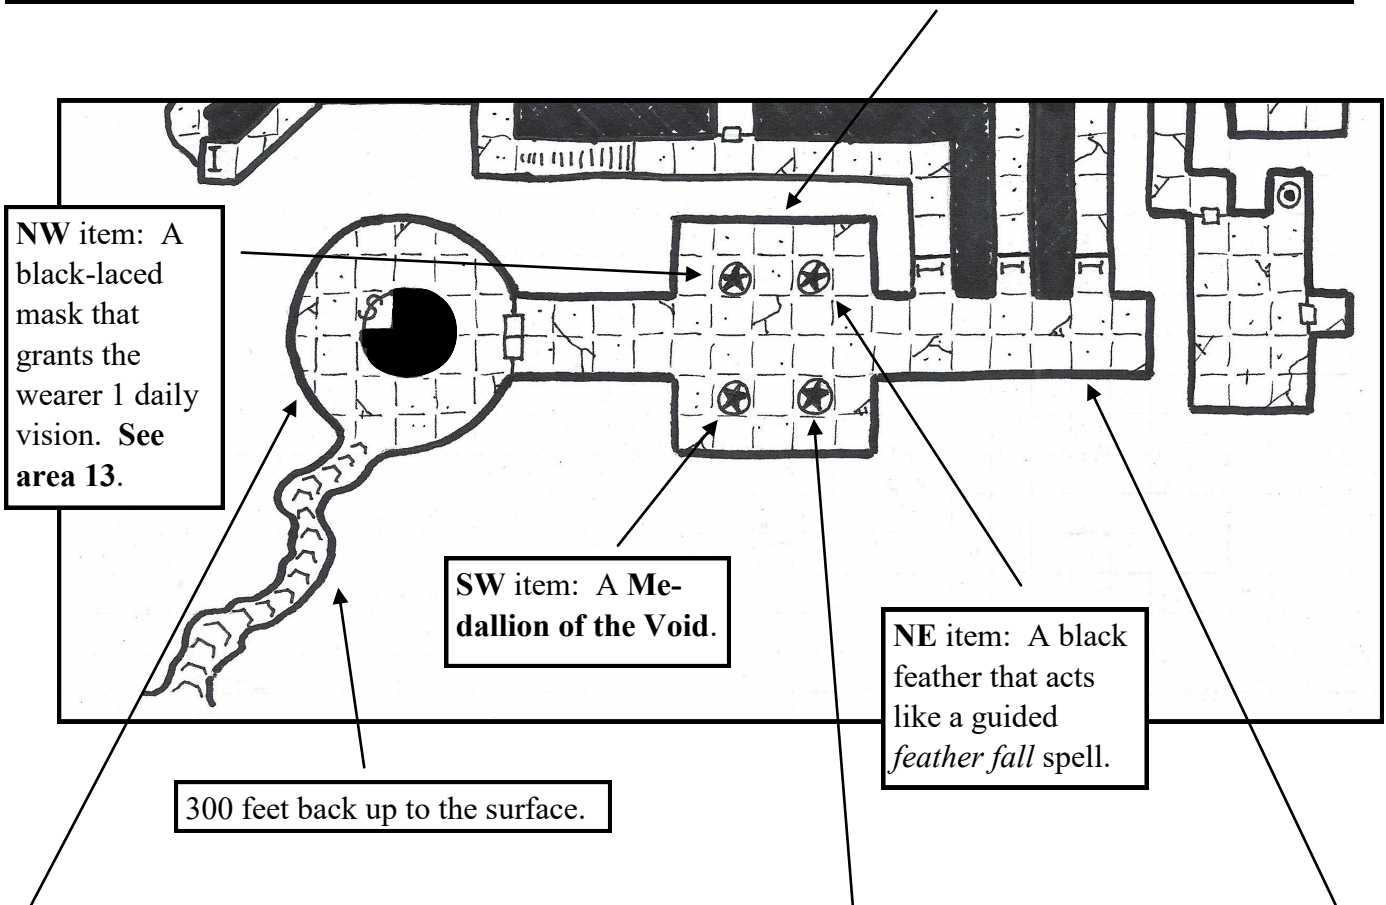 NW item: A
black-laced
mask that
grants the
wearer 1 daily
vision. See
area 13.
S
SW item: A Me-
dallion of the Void.
NE item: A black
feather that acts
like a guided
feather fall spell.
300 feet back up to the surface.